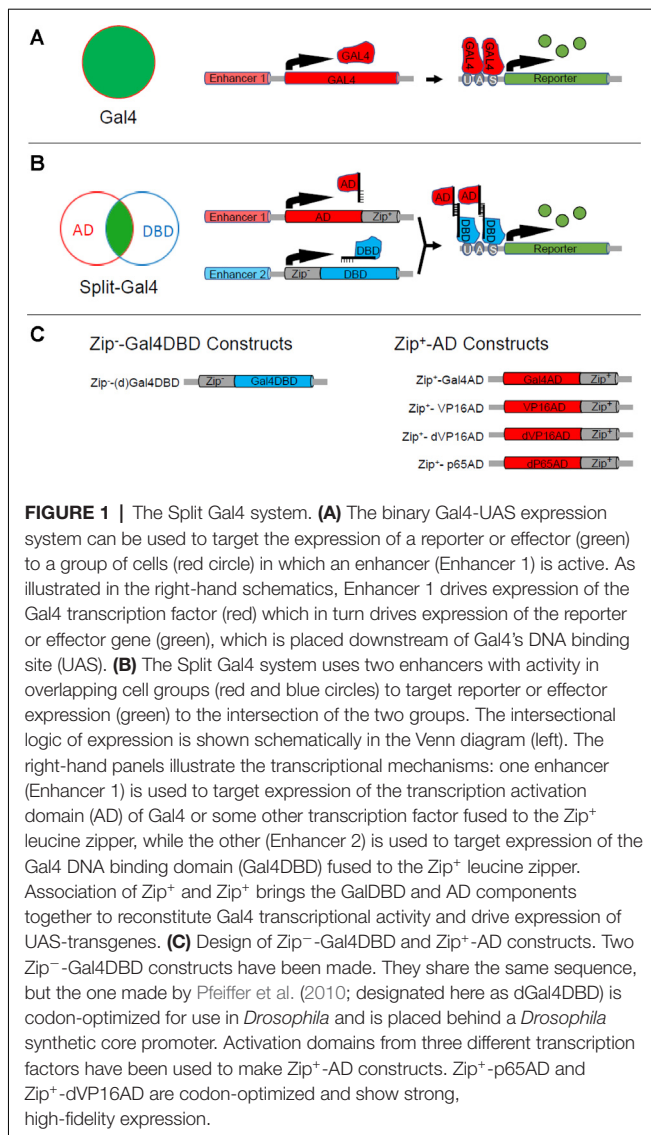 A
Gal4
Enhancer 1
GAL4
GAL4
GAL4
GAL4
UAS
Reporter
B
AD
DBD
Split-Gal4
Enhancer 1
AD
AD
Zip+
Enhancer 2
DBD
Zip-
DBD
AD
AD
DBD
DBD
UAS
Reporter
C
Zip--Gal4DBD Constructs
Zip+-AD Constructs
Zip--(d)Gal4DBD
Zip-
Gal4DBD
Zip+-Gal4AD
Gal4AD
Zip+
Zip+- VP16AD
VP16AD
Zip+
Zip+- dVP16AD
dVP16AD
Zip+
Zip+- p65AD
dP65AD
Zip+
FIGURE 1 | The Split Gal4 system. (A) The binary Gal4-UAS expression
system can be used to target the expression of a reporter or effector (green)
to a group of cells (red circle) in which an enhancer (Enhancer 1) is active. As
illustrated in the right-hand schematics, Enhancer 1 drives expression of the
Gal4 transcription factor (red) which in turn drives expression of the reporter
or effector gene (green), which is placed downstream of Gal4’s DNA binding
site (UAS). (B) The Split Gal4 system uses two enhancers with activity in
overlapping cell groups (red and blue circles) to target reporter or effector
expression (green) to the intersection of the two groups. The intersectional
logic of expression is shown schematically in the Venn diagram (left). The
right-hand panels illustrate the transcriptional mechanisms: one enhancer
(Enhancer 1) is used to target expression of the transcription activation
domain (AD) of Gal4 or some other transcription factor fused to the Zip+
leucine zipper, while the other (Enhancer 2) is used to target expression of the
Gal4 DNA binding domain (Gal4DBD) fused to the Zip+ leucine zipper.
Association of Zip+ and Zip+ brings the GalDBD and AD components
together to reconstitute Gal4 transcriptional activity and drive expression of
UAS-transgenes. (C) Design of Zip−-Gal4DBD and Zip+-AD constructs. Two
Zip−-Gal4DBD constructs have been made. They share the same sequence,
but the one made by Pfeiffer et al. (2010; designated here as dGal4DBD) is
codon-optimized for use in Drosophila and is placed behind a Drosophila
synthetic core promoter. Activation domains from three different transcription
factors have been used to make Zip+-AD constructs. Zip+-p65AD and
Zip+-dVP16AD are codon-optimized and show strong,
high-fidelity expression.